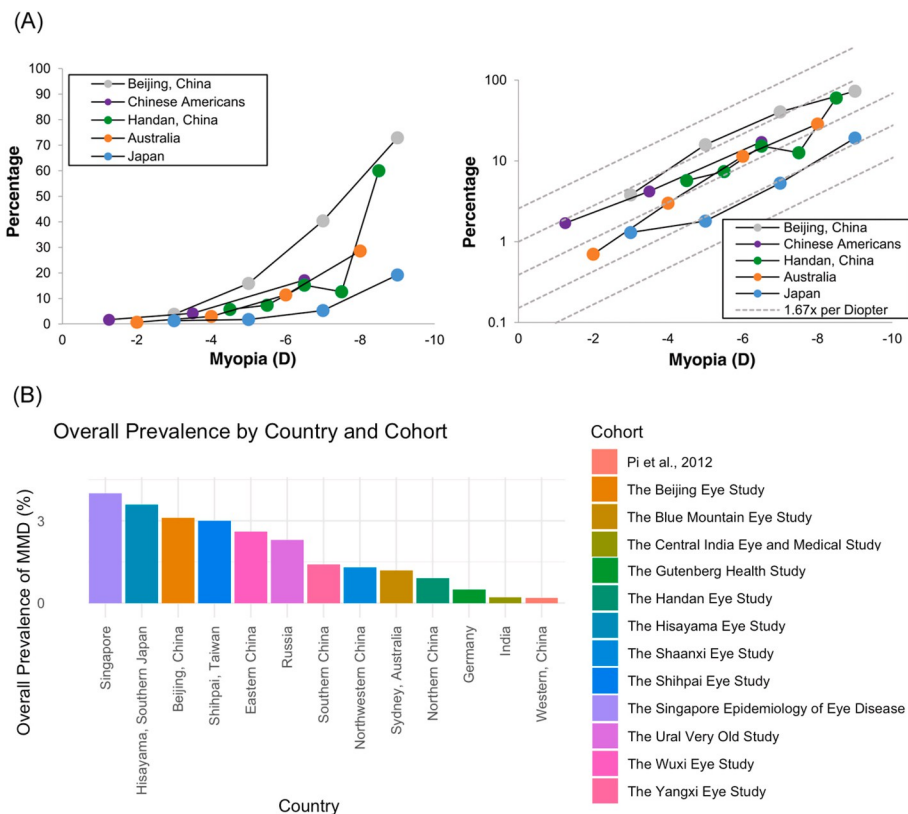 (A)
100
90
80
70
60
50
40
30
20
10
0
Percentage
Beijing, China
Chinese Americans
Handan, China
Australia
Japan
0
-2
-4
-6
-8
-10
Myopia (D)
100
10
1
0.1
Percentage
Beijing, China
Chinese Americans
Handan, China
Australia
Japan
1.67x per Diopter
0
-2
-4
-6
-8
-10
Myopia (D)
(B)
Overall Prevalence by Country and Cohort
Overall Prevalence of MMD (%)
3
0
Singapore
Hisayama, Southern Japan
Beijing, China
Shihpai, Taiwan
Eastern China
Russia
Southern China
Northwestern China
Sydney, Australia
Northern China
Germany
India
Western, China
Country
Cohort
Pi et al., 2012
The Beijing Eye Study
The Blue Mountain Eye Study
The Central India Eye and Medical Study
The Gutenberg Health Study
The Handan Eye Study
The Hisayama Eye Study
The Shaanxi Eye Study
The Shihpai Eye Study
The Singapore Epidemiology of Eye Disease
The Ural Very Old Study
The Wuxi Eye Study
The Yangxi Eye Study